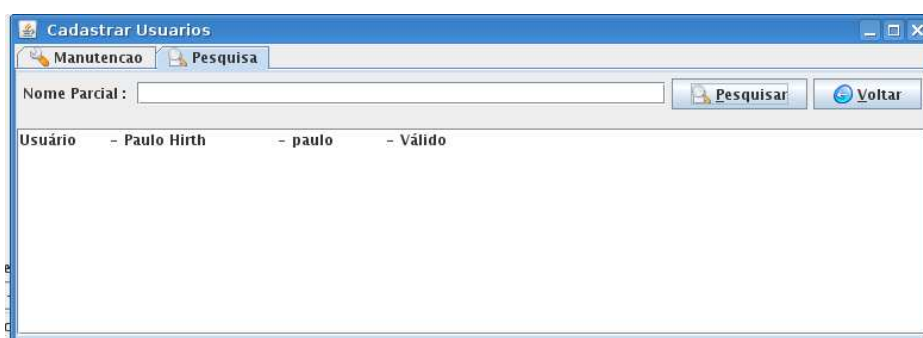 Cadastrar Usuarios
Manutencao Pesquisa
Nome Parcial : Pesquisar Voltar
Usuário - Paulo Hirth - paulo - Válido